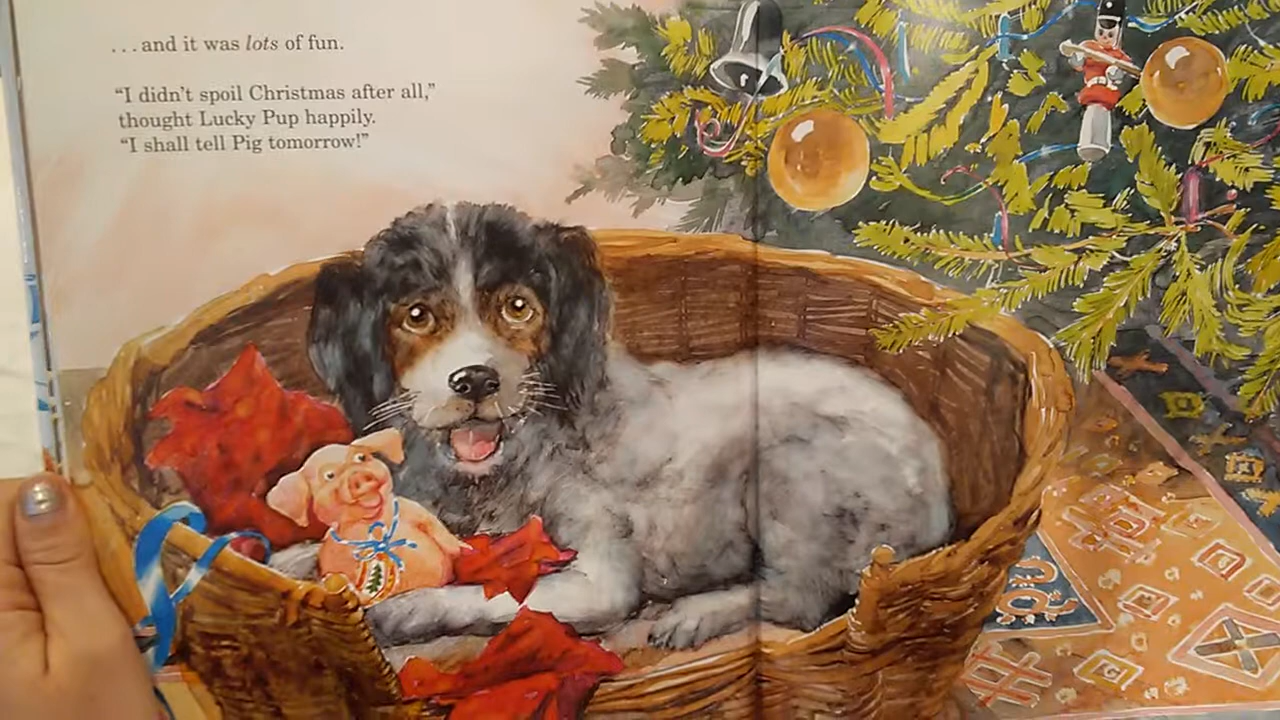 ...and it was lots of fun.
“I didn’t spoil Christmas after all,”
thought Lucky Pup happily.
“I shall tell Pig tomorrow!”